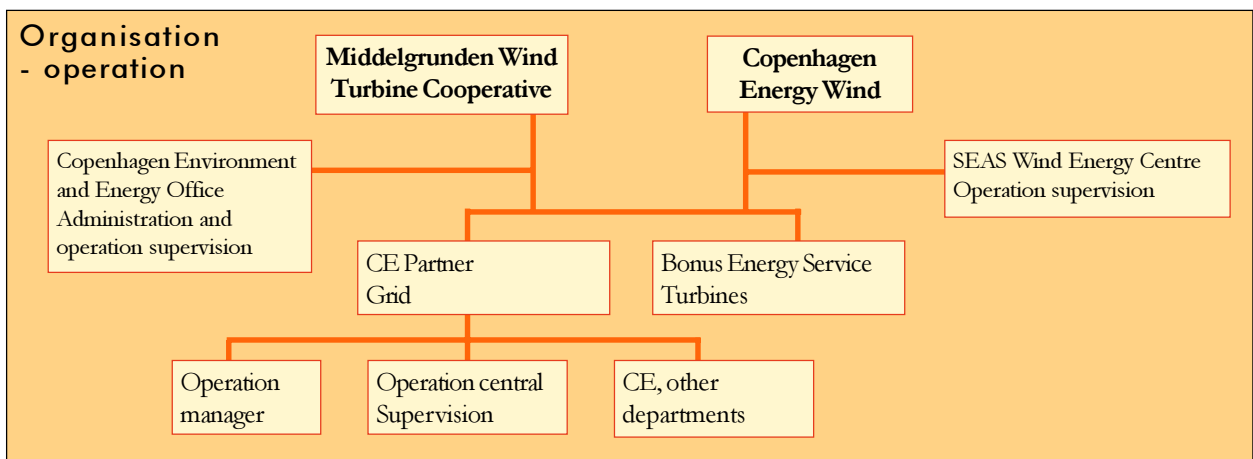 Organisation
- operation
Middelgrunden Wind
Turbine Cooperative
Copenhagen
Energy Wind
Copenhagen Environment
and Energy Office
Administration and
operation supervision
SEAS Wind Energy Centre
Operation supervision
CE Partner
Grid
Bonus Energy Service
Turbines
Operation
manager
Operation central
Supervision
CE, other
departments